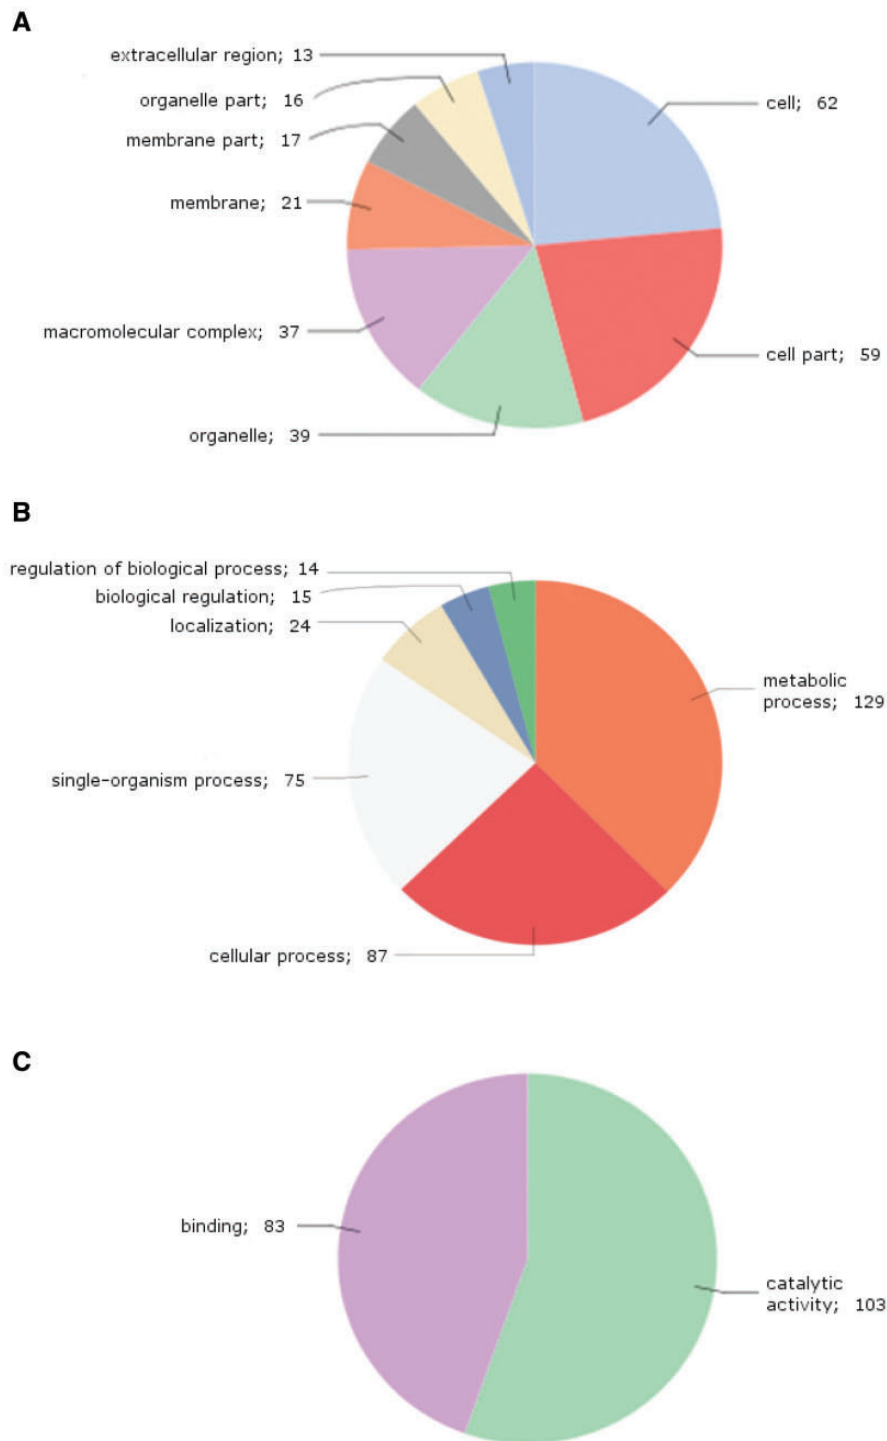 A
extracellular region; 13
organelle part; 16
membrane part; 17
membrane; 21
macromolecular complex; 37
organelle; 39
cell; 62
cell part; 59
B
regulation of biological process; 14
biological regulation; 15
localization; 24
single-organism process; 75
cellular process; 87
metabolic
process; 129
C
binding; 83
catalytic
activity; 103